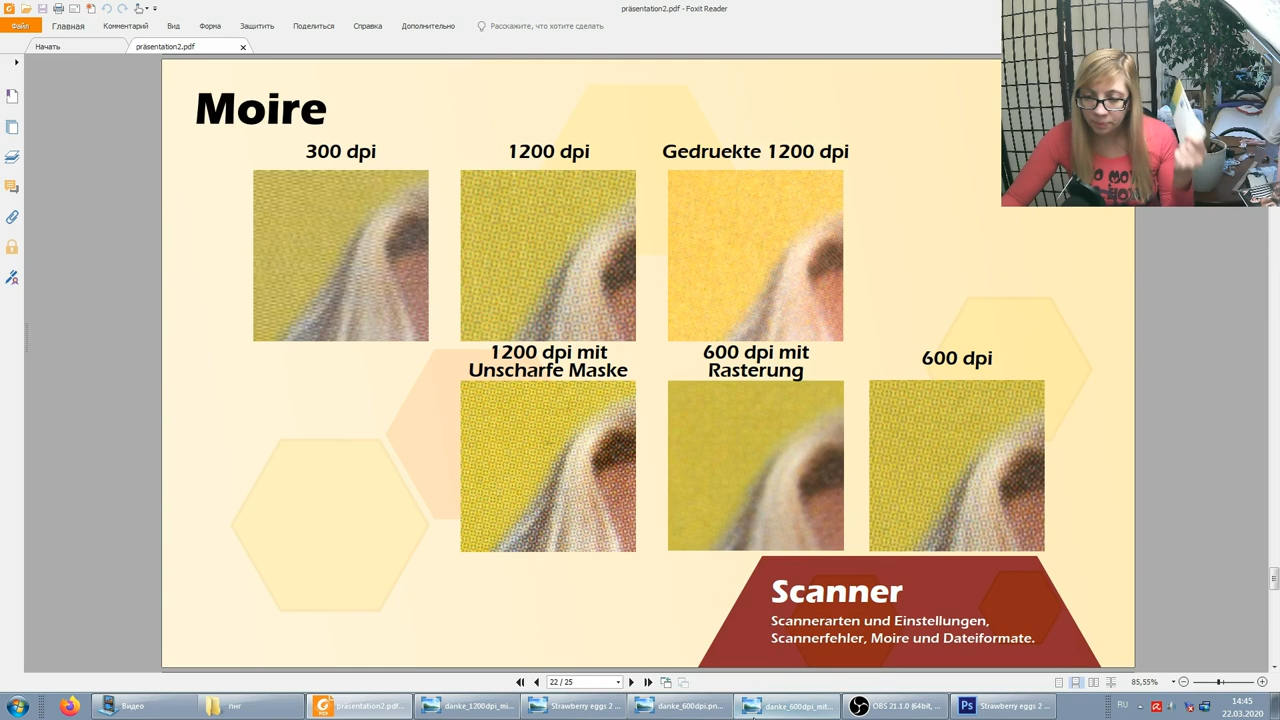 präsentation2.pdf - Foxit Reader
Файл Главная Комментарий Вид Форма Защитить Поделиться Справка Дополнительно Расскажите, что хотите сделать
Начать präsentation2.pdf
Moire
300 dpi
1200 dpi
Gedruekte 1200 dpi
1200 dpi mit
Unscharfe Maske
600 dpi mit
Rasterung
600 dpi
Scanner
Scannerarten und Einstellungen,
Scannerfehler, Moire und Dateiformate.
22 / 25
85,55%
Видео пнг präsentation2.pdf... danke_1200dpi_mi... Strawberry eggs 2 ... danke_600dpi.pn... danke_600dpi_mit... OBS 21.1.0 (64bit, ... Strawberry eggs 2 ...
RU
14:45
22.03.2020